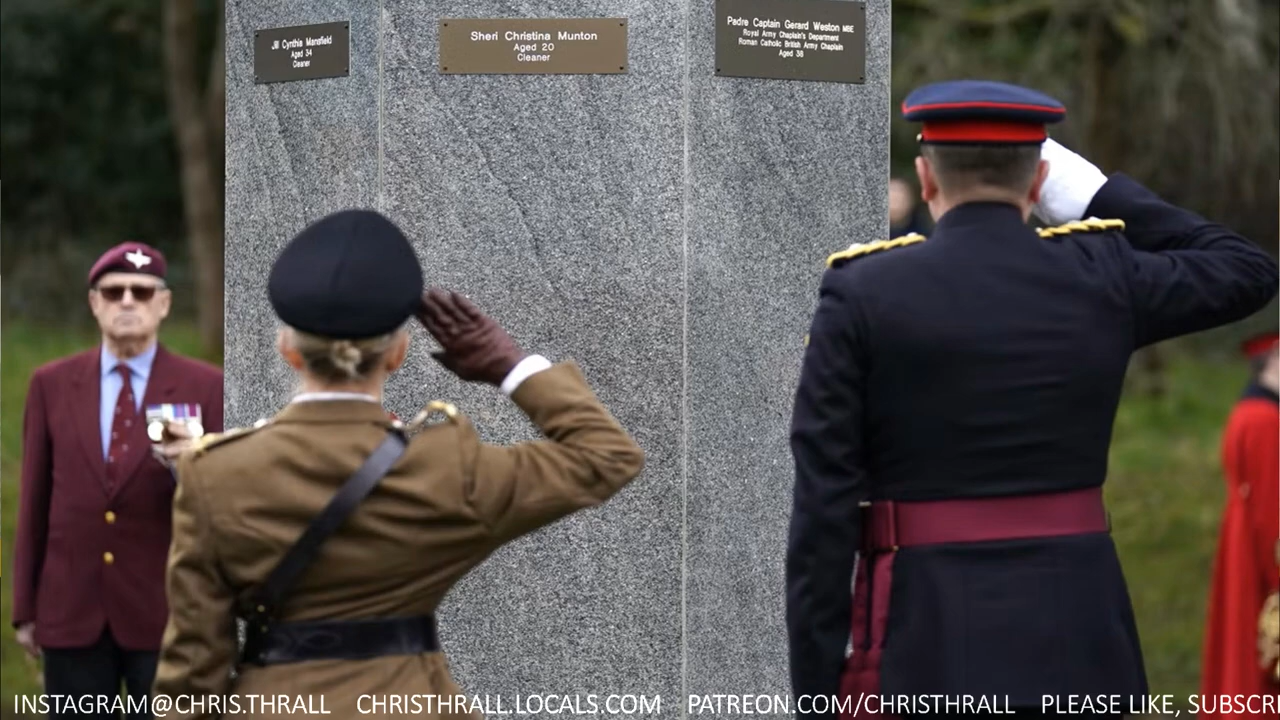 Jill Cynthia Mansfield
Aged 34
Cleaner
Sheri Christina Munton
Aged 20
Cleaner
Padre Captain Gerard Weston MBE
Royal Army Chaplain's Department
Roman Catholic British Army Chaplain
Aged 38
INSTAGRAM@CHRIS.THRALL CHRISTHRALL.LOCALS.COM PATREON.COM/CHRISTHRALL PLEASE LIKE, SUBSCRI